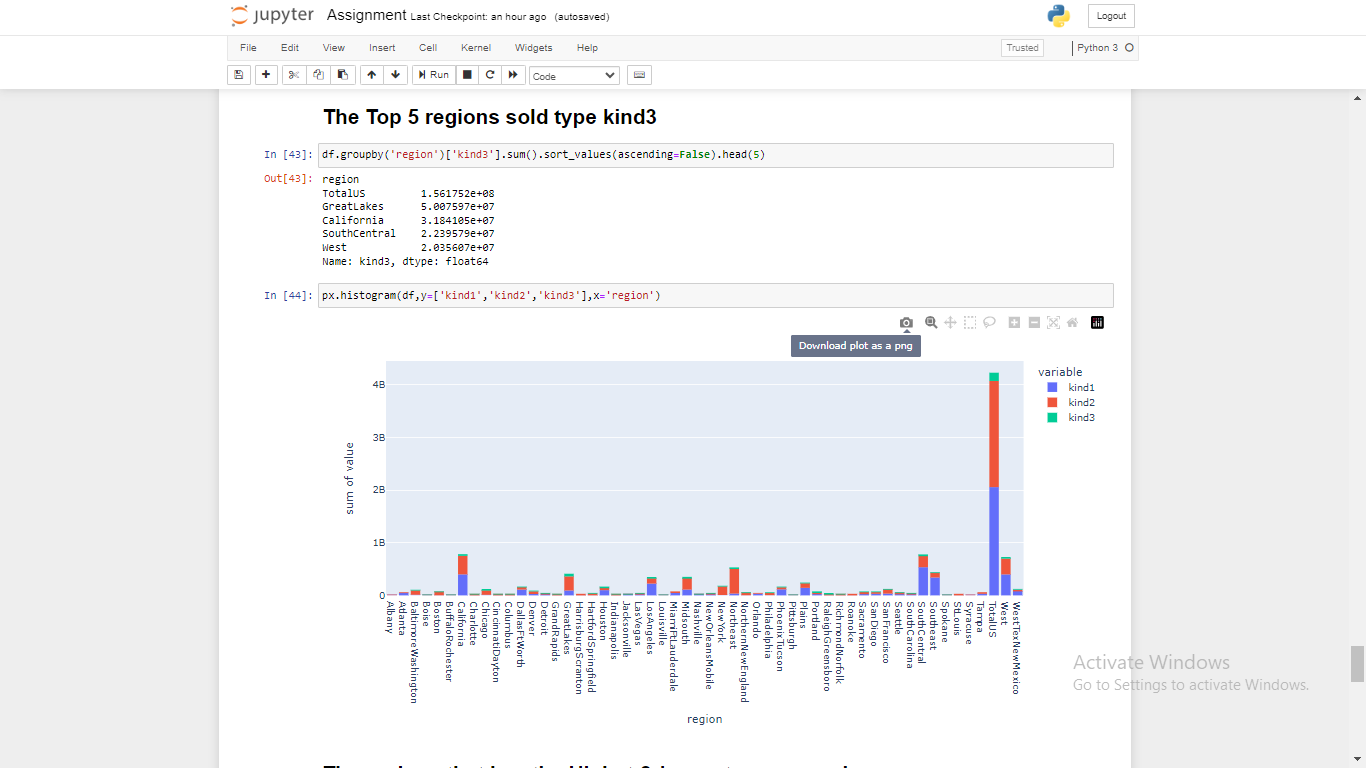 jupyter Assignment Last Checkpoint: an hour ago (autosaved)
Logout
File Edit View Insert Cell Kernel Widgets Help
Trusted
Python 3
Run
Code
The Top 5 regions sold type kind3
In [43]: df.groupby('region')['kind3'].sum().sort_values(ascending=False).head(5)
Out[43]: region
TotalUS 1.561752e+08
GreatLakes 5.007597e+07
California 3.184105e+07
SouthCentral 2.239579e+07
West 2.035607e+07
Name: kind3, dtype: float64
In [44]: px.histogram(df,y=['kind1','kind2','kind3'],x='region')
Download plot as a png
variable
kind1
kind2
kind3
4B
3B
2B
1B
0
sum of value
Albany
Atlanta
BaltimoreWashington
Boise
Boston
BuffaloRochester
California
Charlotte
Chicago
CincinnatiDayton
Columbus
DallasFtWorth
Denver
Detroit
GrandRapids
GreatLakes
HarrisburgScranton
HartfordSpringfield
Houston
Indianapolis
Jacksonville
LasVegas
LosAngeles
Louisville
MiamiFtLauderdale
Midsouth
Nashville
NewOrleansMobile
NewYork
Northeast
NorthernNewEngland
Orlando
Philadelphia
PhoenixTucson
Pittsburgh
Plains
Portland
RaleighGreensboro
RichmondNorfolk
Roanoke
Sacramento
SanDiego
SanFrancisco
Seattle
SouthCarolina
SouthCentral
Southeast
Spokane
StLouis
Syracuse
Tampa
TotalUS
West
WestTexNewMexico
region
Activate Windows
Go to Settings to activate Windows.